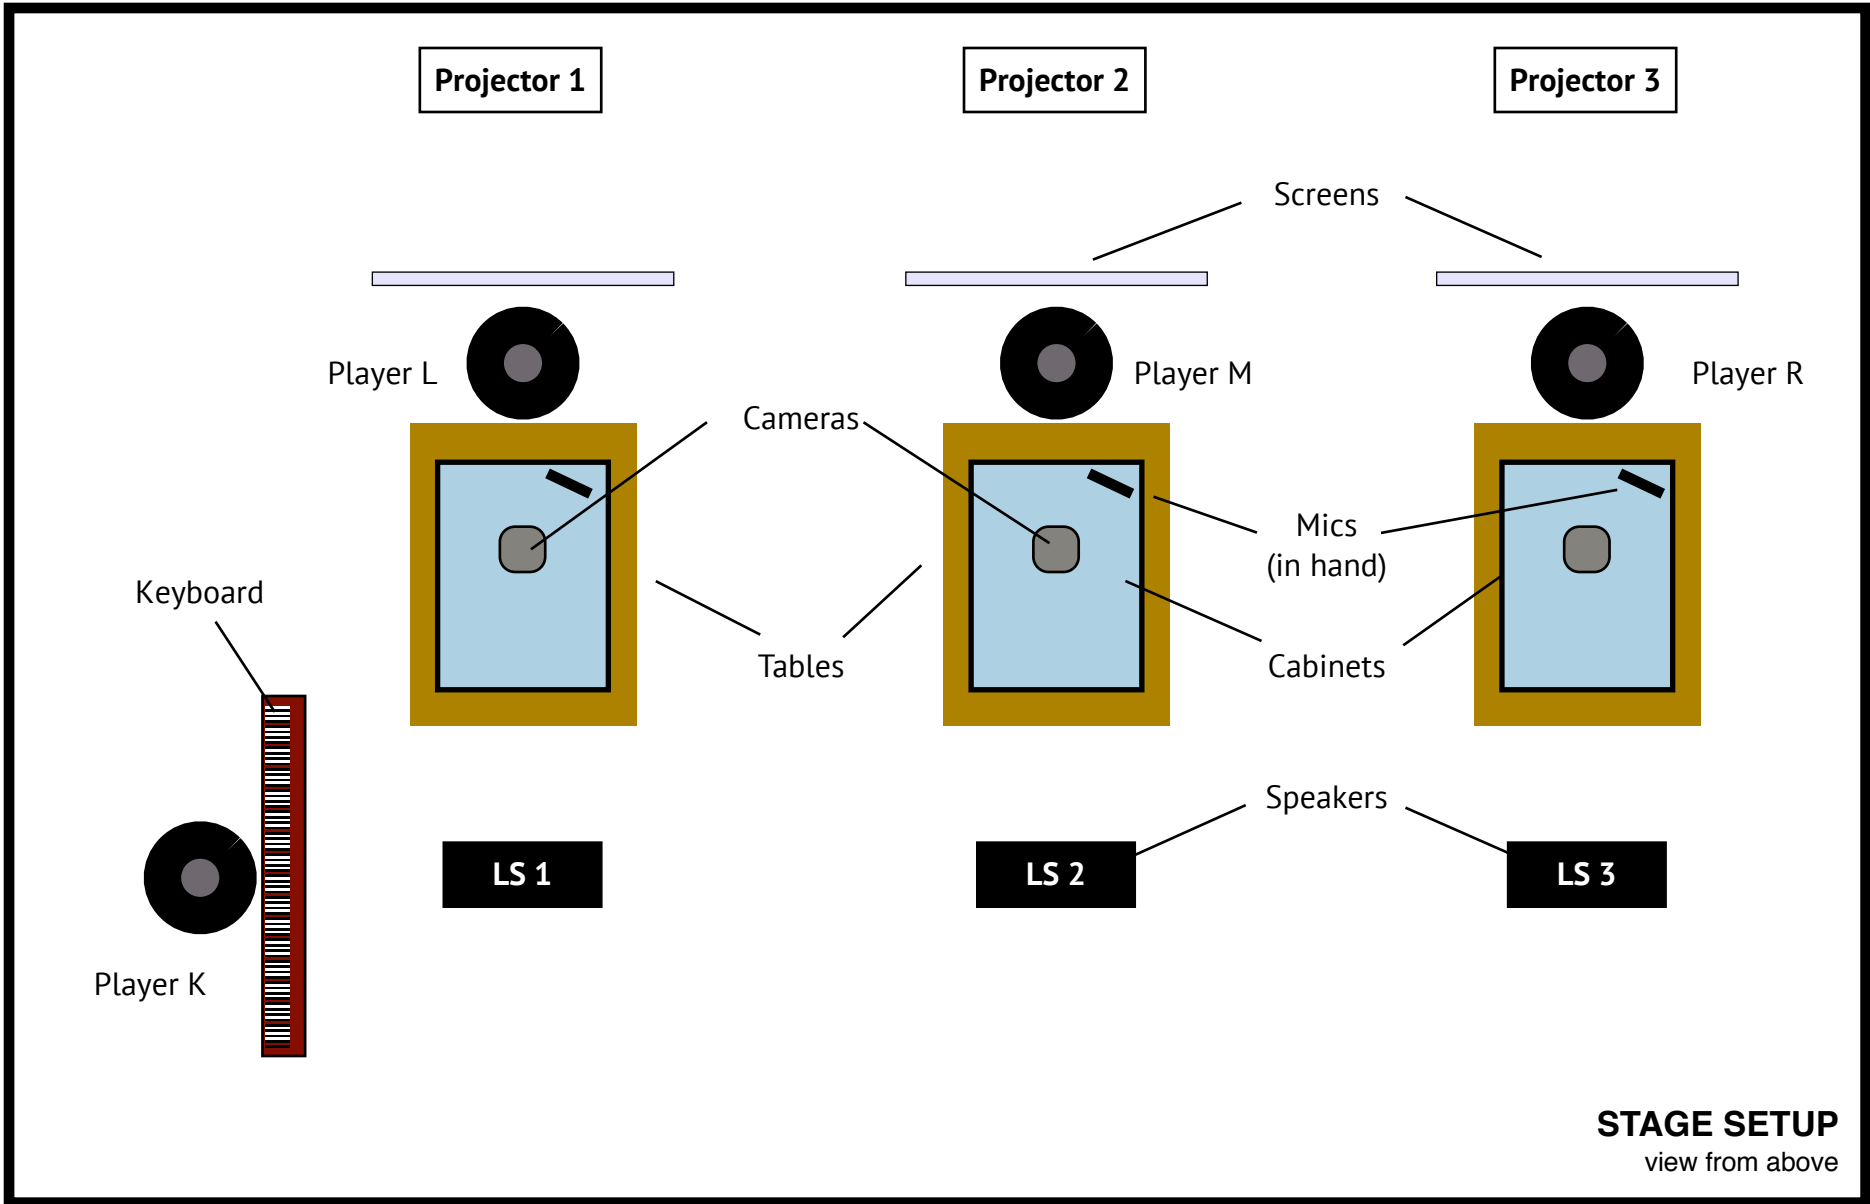 Projector 1
Projector 2
Projector 3
Screens
Player L
Player M
Player R
Cameras
Mics
(in hand)
Keyboard
Tables
Cabinets
Speakers
LS 1
LS 2
LS 3
Player K
STAGE SETUP
view from above